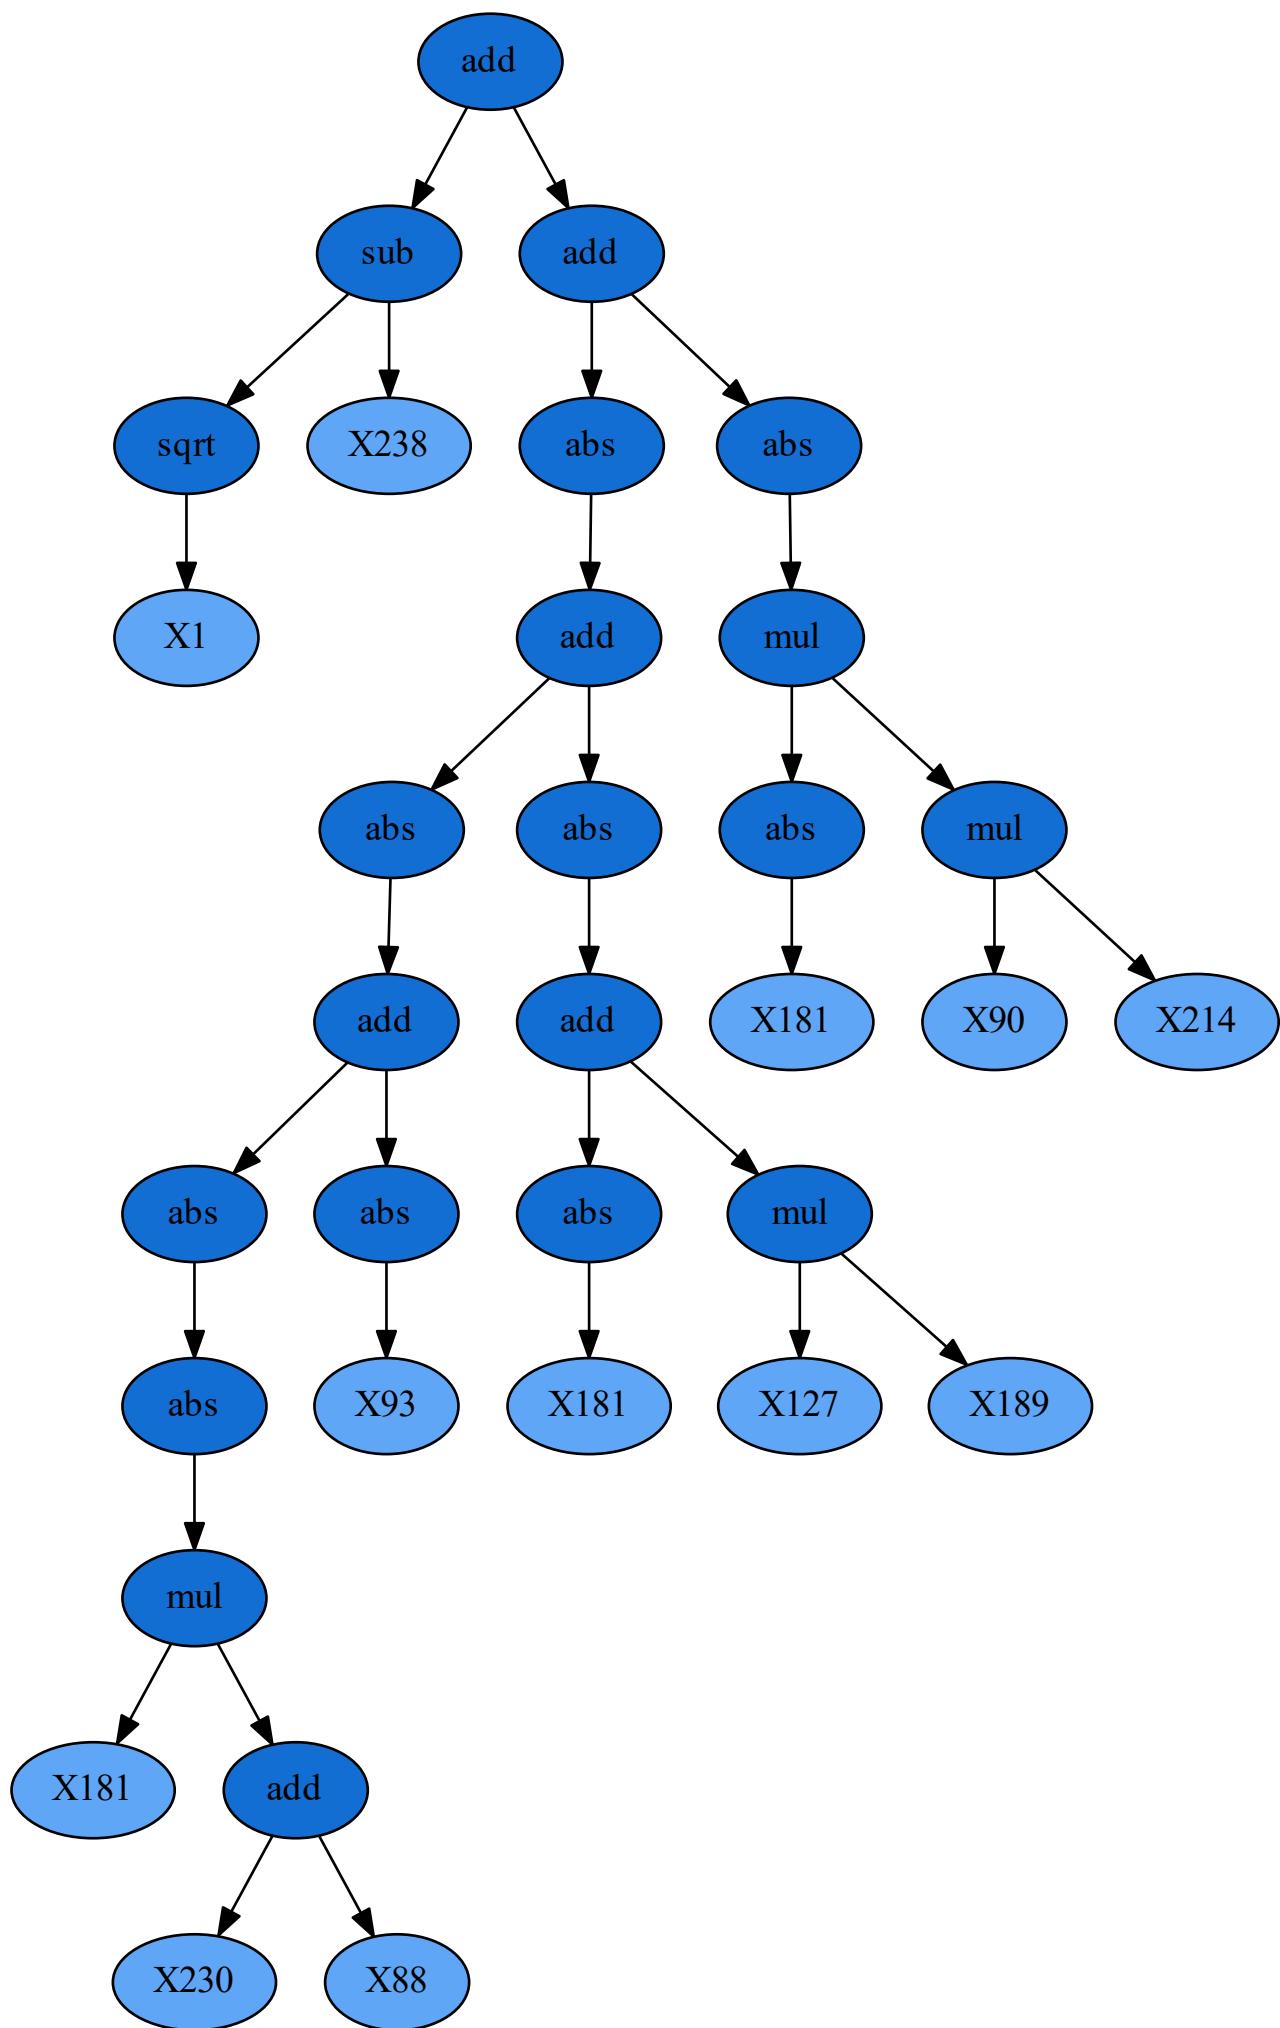 add
sub add
sqrt X238 abs abs
X1 add mul
abs abs abs mul
add add X181 X90 X214
abs abs abs mul
abs X93 X181 X127 X189
mul
X181 add
X230 X88